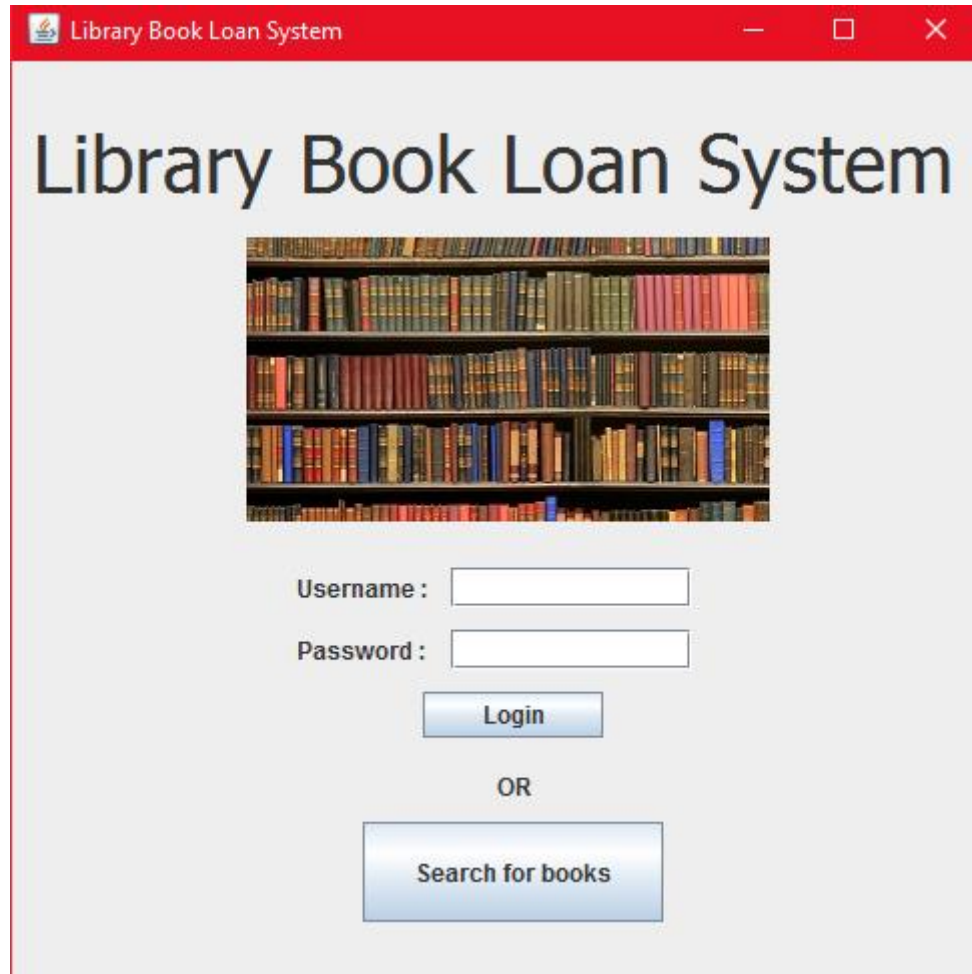 Library Book Loan System
Library Book Loan System
Username :
Password :
Login
OR
Search for books